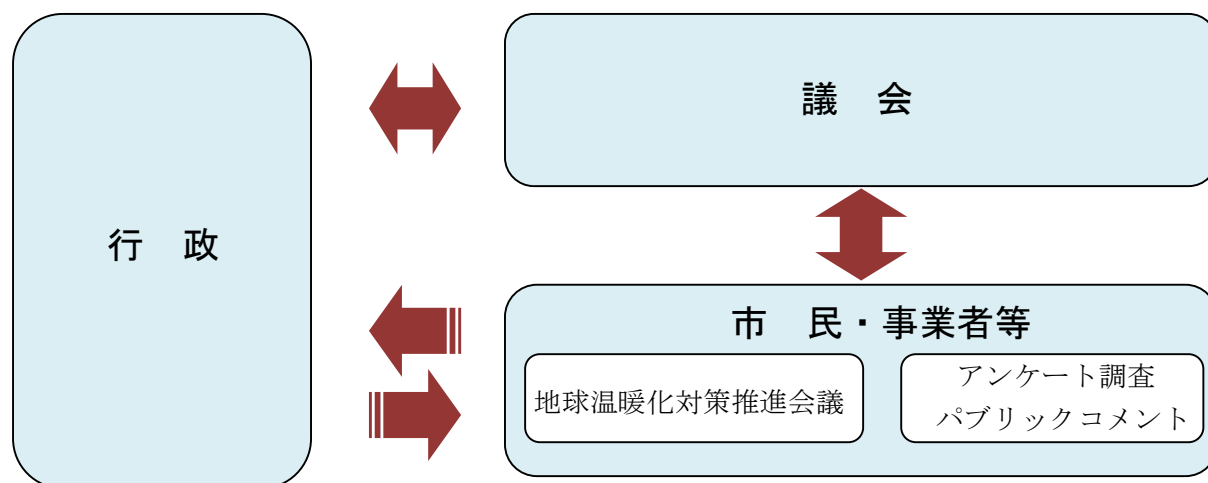 議　会
行　政
市　民・事業者等
地球温暖化対策推進会議
アンケート調査
パブリックコメント